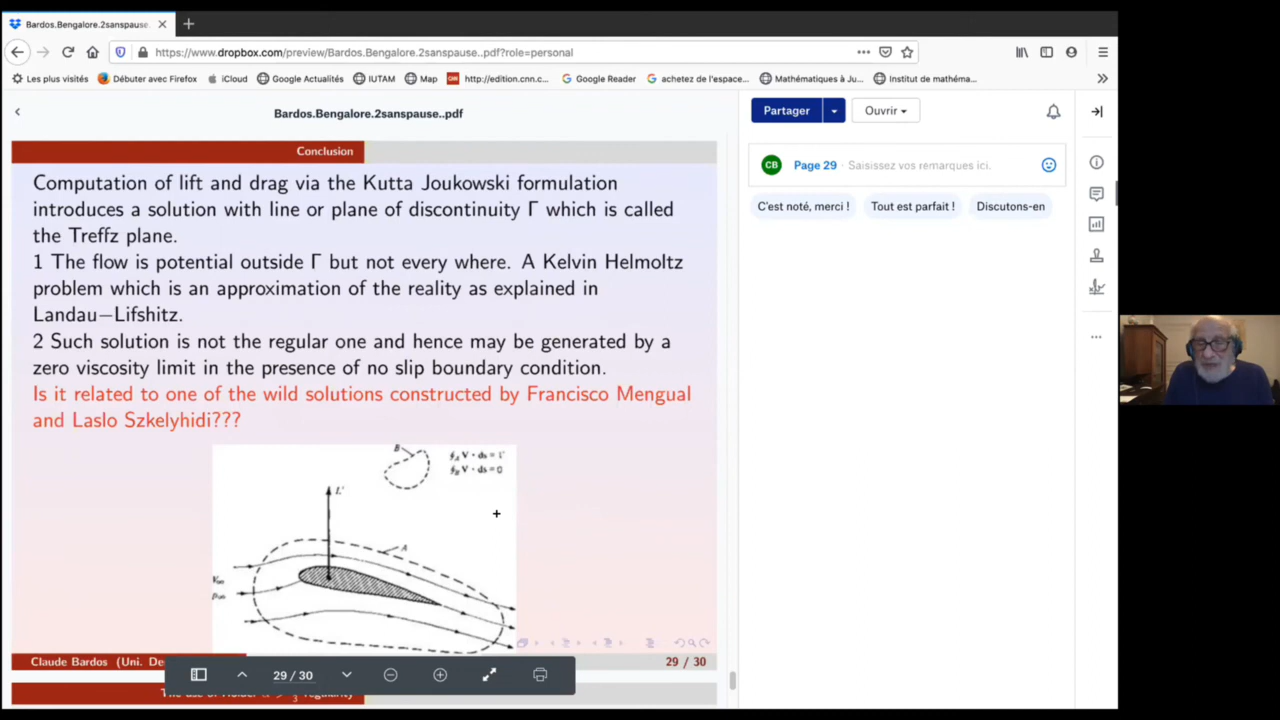 Bardos.Bengalore.2sanspause.
https://www.dropbox.com/preview/Bardos.Bengalore.2sanspause..pdf?role=personal
Les plus visités Débuter avec Firefox iCloud Google Actualités IUTAM Map http://edition.cnn.c... Google Reader achetez de l'espace... Mathématiques à Ju... Institut de mathéma...
Bardos.Bengalore.2sanspause..pdf
Partager Ouvrir
Conclusion
CB Page 29 Saisissez vos remarques ici.
C'est noté, merci ! Tout est parfait ! Discutons-en
Computation of lift and drag via the Kutta Joukowski formulation
introduces a solution with line or plane of discontinuity Γ which is called
the Treffz plane.
1 The flow is potential outside Γ but not every where. A Kelvin Helmoltz
problem which is an approximation of the reality as explained in
Landau−Lifshitz.
2 Such solution is not the regular one and hence may be generated by a
zero viscosity limit in the presence of no slip boundary condition.
Is it related to one of the wild solutions constructed by Francisco Mengual
and Laslo Szkelyhidi???
B
∮A V • ds = Γ
∮B V • ds = 0
L'
A
V∞
Claude Bardos (Uni. De
29 / 30
29 / 30
regularity